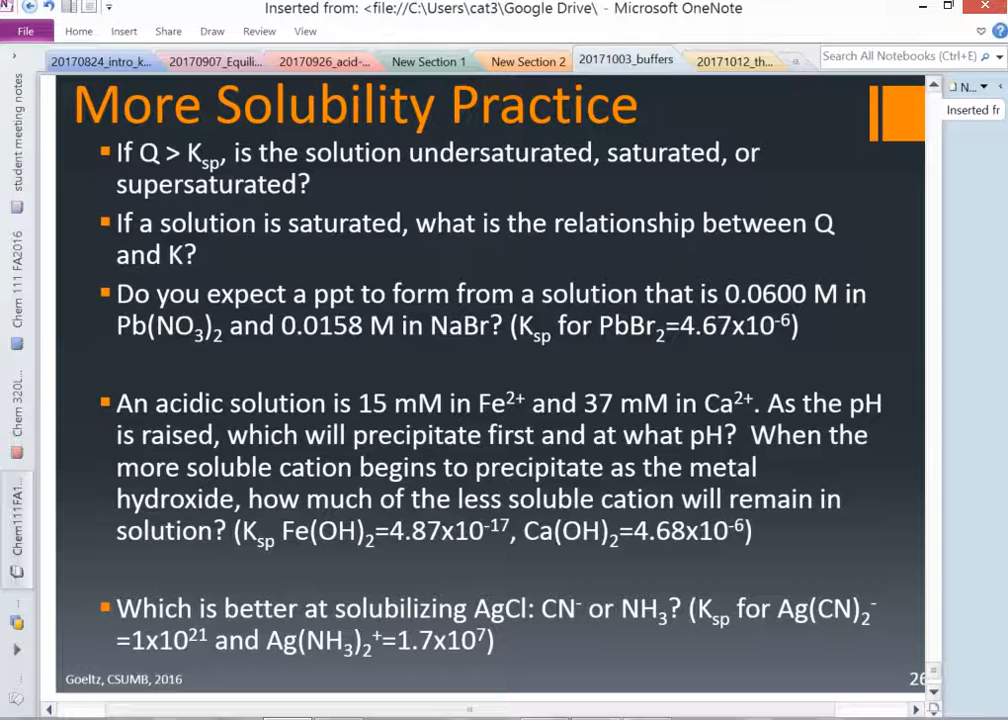 Inserted from: <file://C:\Users\cat3\Google Drive\ - Microsoft OneNote
File Home Insert Share Draw Review View
20170824_intro_k... 20170907_Equili... 20170926_acid-... New Section 1 New Section 2 20171003_buffers 20171012_th... Search All Notebooks (Ctrl+E)
N...
Inserted fr
student meeting notes
Chem 111 FA2016
Chem 320L
Chem111FA1
More Solubility Practice
If Q > Ksp, is the solution undersaturated, saturated, or
supersaturated?
If a solution is saturated, what is the relationship between Q
and K?
Do you expect a ppt to form from a solution that is 0.0600 M in
Pb(NO₃)₂ and 0.0158 M in NaBr? (Ksp for PbBr₂=4.67x10⁻⁶)
An acidic solution is 15 mM in Fe²⁺ and 37 mM in Ca²⁺. As the pH
is raised, which will precipitate first and at what pH? When the
more soluble cation begins to precipitate as the metal
hydroxide, how much of the less soluble cation will remain in
solution? (Ksp Fe(OH)₂=4.87x10⁻¹⁷, Ca(OH)₂=4.68x10⁻⁶)
Which is better at solubilizing AgCl: CN⁻ or NH₃? (Ksp for Ag(CN)₂⁻
=1x10²¹ and Ag(NH₃)₂⁺=1.7x10⁷)
Goeltz, CSUMB, 2016
26